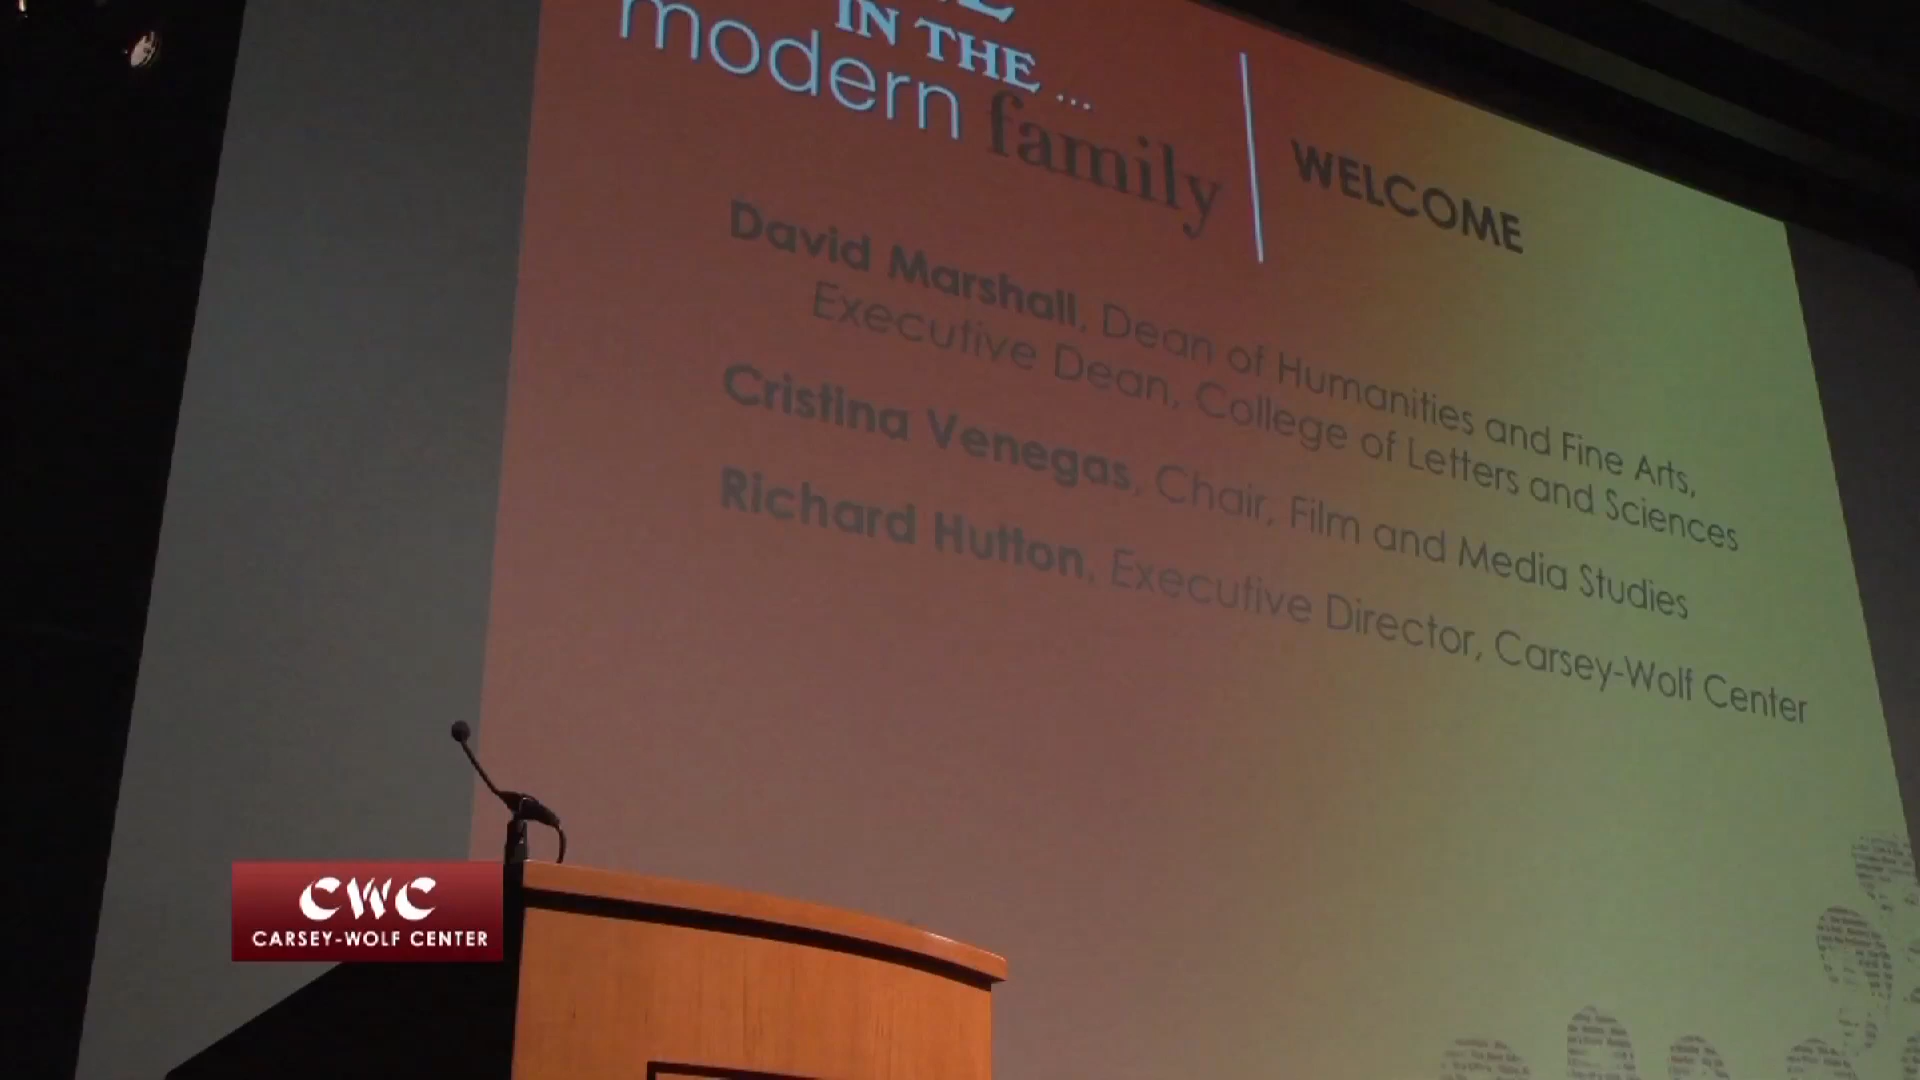 IN THE ...
modern family
WELCOME
David Marshall, Dean of Humanities and Fine Arts,
Executive Dean, College of Letters and Sciences
Cristina Venegas, Chair, Film and Media Studies
Richard Hutton, Executive Director, Carsey-Wolf Center
CWC
CARSEY-WOLF CENTER